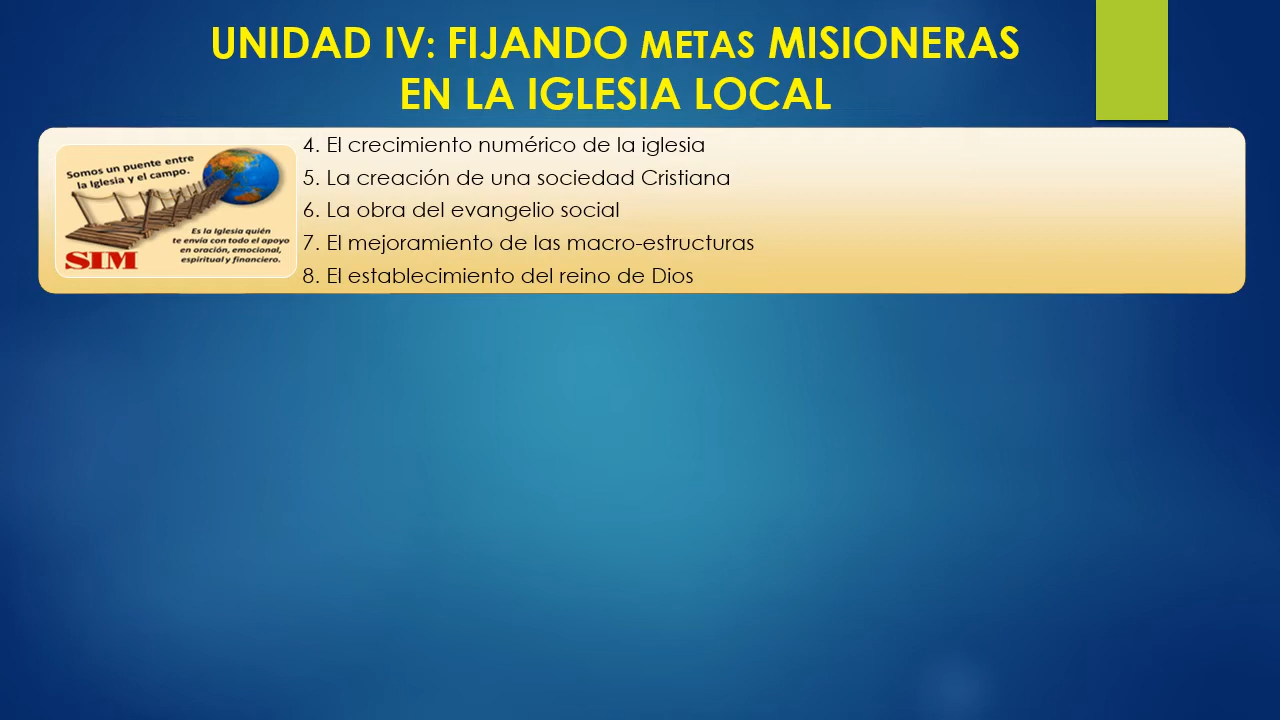 UNIDAD IV: FIJANDO METAS MISIONERAS
EN LA IGLESIA LOCAL
Somos un puente entre
la Iglesia y el campo.
Es la Iglesia quién
te envía con todo el apoyo
en oración, emocional,
espiritual y financiero.
SIM
4. El crecimiento numérico de la iglesia
5. La creación de una sociedad Cristiana
6. La obra del evangelio social
7. El mejoramiento de las macro-estructuras
8. El establecimiento del reino de Dios